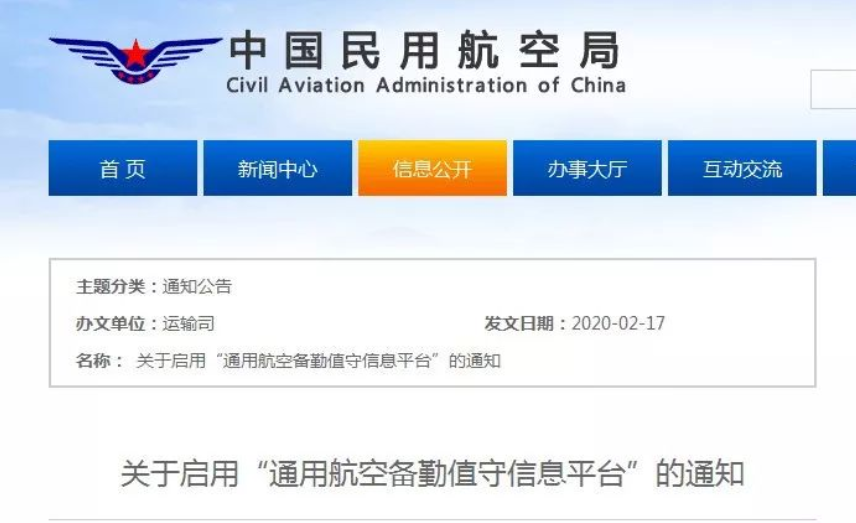 中国民用航空局
Civil Aviation Administration of China
首页 新闻中心 信息公开 办事大厅 互动交流
主题分类：通知公告
办文单位：运输司 发文日期：2020-02-17
名称： 关于启用“通用航空备勤值守信息平台”的通知
关于启用“通用航空备勤值守信息平台”的通知